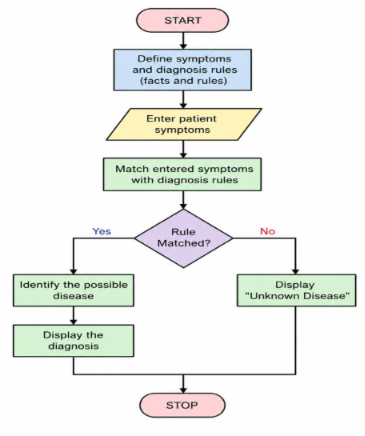 START
Define symptoms
and diagnosis rules
(facts and rules)
Enter patient
symptoms
Match entered symptoms
with diagnosis rules
Rule
Matched?
Yes
No
Identify the possible
disease
Display
"Unknown Disease"
Display the
diagnosis
STOP